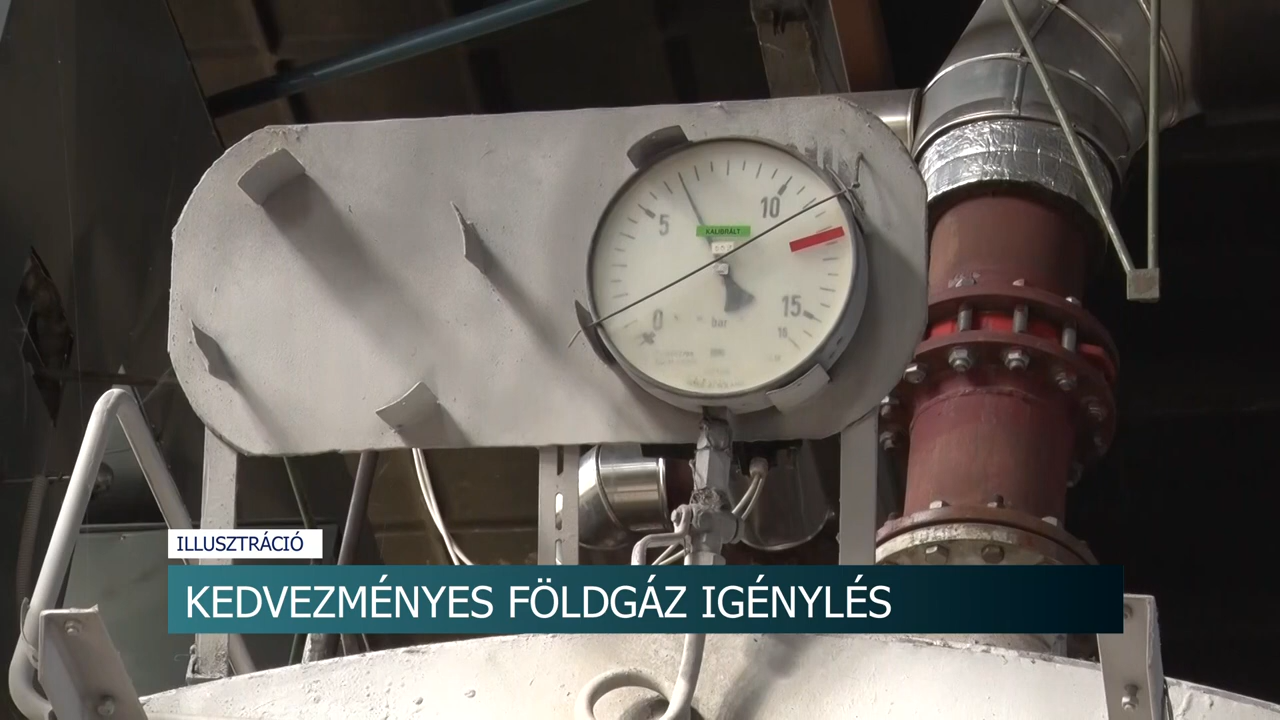 10
5
KALIBRÁLT
15
0
bar
16
ILLUSZTRÁCIÓ
KEDVEZMÉNYES FÖLDGÁZ IGÉNYLÉS